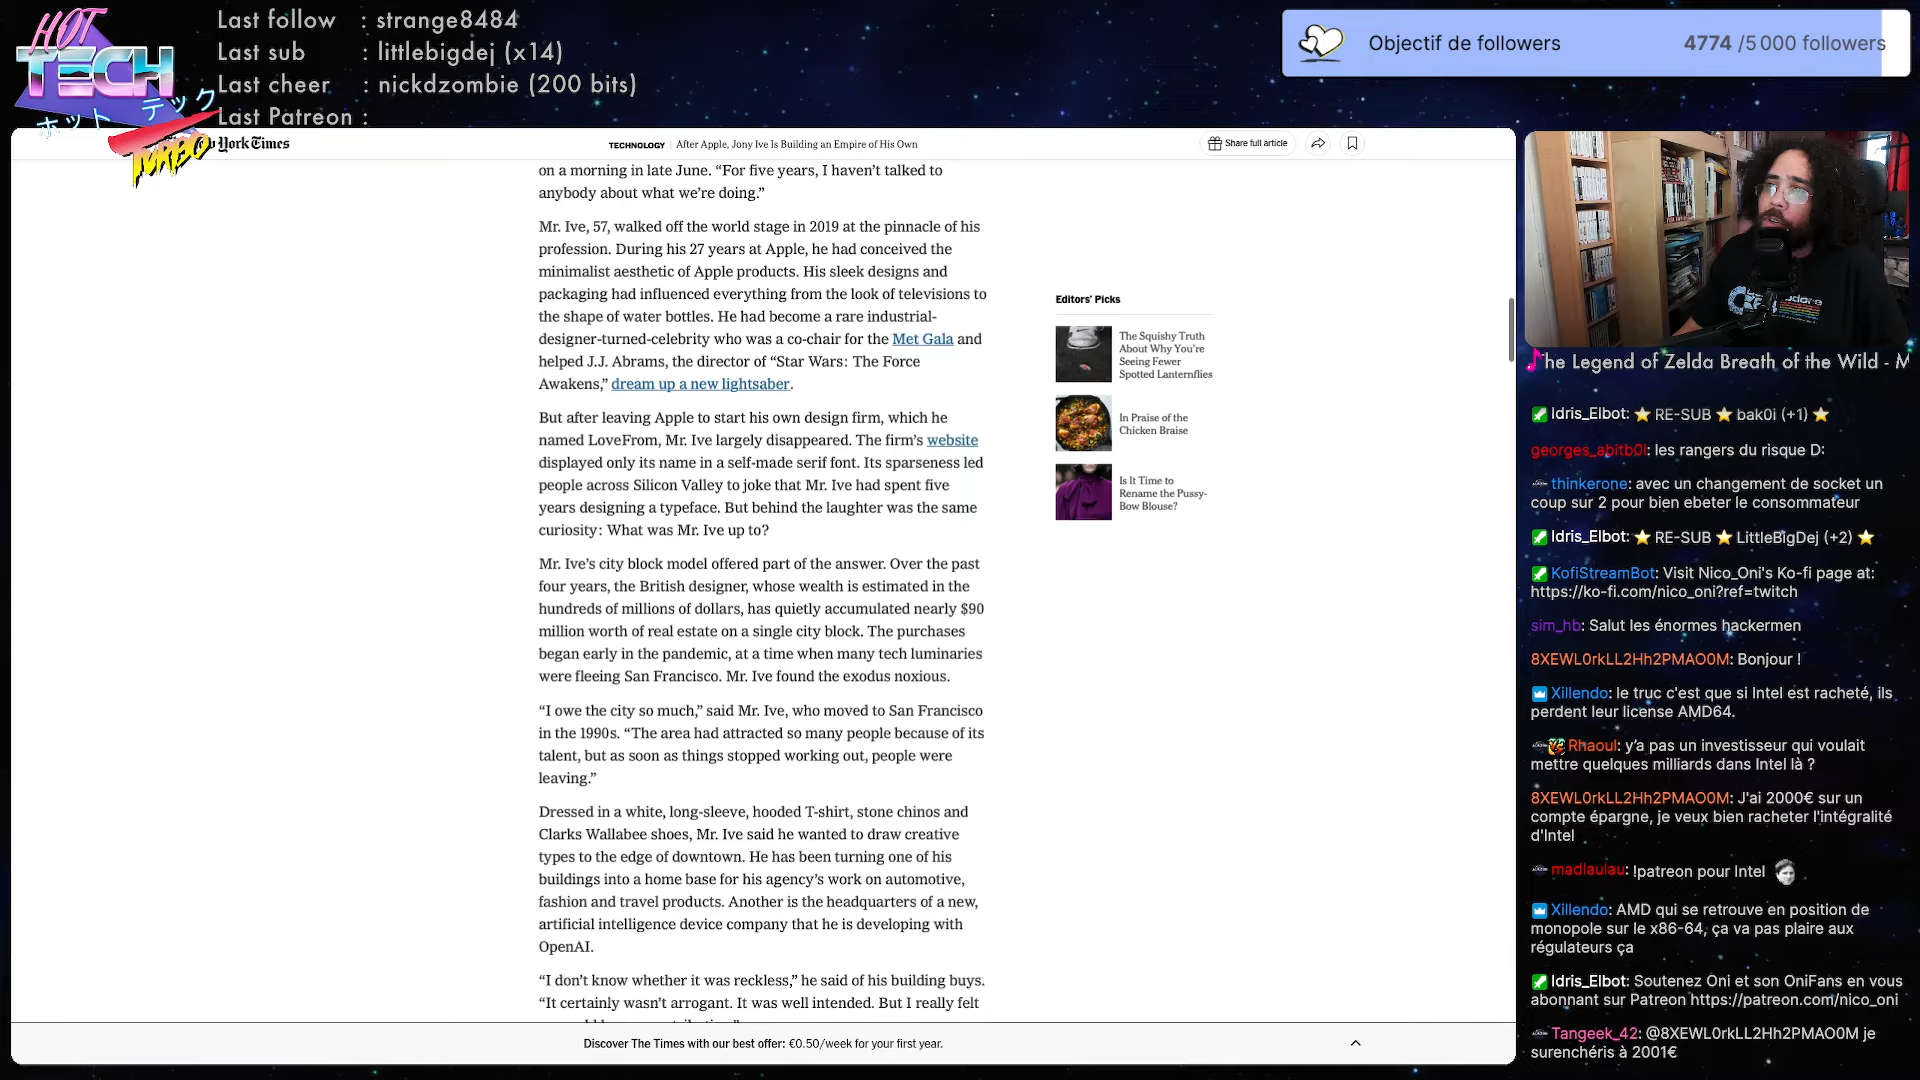 HOT
TECH
ホット テック
TURBO
Last follow : strange8484
Last sub : littlebigdej (x14)
Last cheer : nickdzombie (200 bits)
Last Patreon :
Objectif de followers 4774 /5 000 followers
York Times
TECHNOLOGY After Apple, Jony Ive Is Building an Empire of His Own
Share full article
on a morning in late June. “For five years, I haven’t talked to
anybody about what we’re doing.”
Mr. Ive, 57, walked off the world stage in 2019 at the pinnacle of his
profession. During his 27 years at Apple, he had conceived the
minimalist aesthetic of Apple products. His sleek designs and
packaging had influenced everything from the look of televisions to
the shape of water bottles. He had become a rare industrial-
designer-turned-celebrity who was a co-chair for the Met Gala and
helped J.J. Abrams, the director of “Star Wars: The Force
Awakens,” dream up a new lightsaber.
But after leaving Apple to start his own design firm, which he
named LoveFrom, Mr. Ive largely disappeared. The firm’s website
displayed only its name in a self-made serif font. Its sparseness led
people across Silicon Valley to joke that Mr. Ive had spent five
years designing a typeface. But behind the laughter was the same
curiosity: What was Mr. Ive up to?
Mr. Ive’s city block model offered part of the answer. Over the past
four years, the British designer, whose wealth is estimated in the
hundreds of millions of dollars, has quietly accumulated nearly $90
million worth of real estate on a single city block. The purchases
began early in the pandemic, at a time when many tech luminaries
were fleeing San Francisco. Mr. Ive found the exodus noxious.
“I owe the city so much,” said Mr. Ive, who moved to San Francisco
in the 1990s. “The area had attracted so many people because of its
talent, but as soon as things stopped working out, people were
leaving.”
Dressed in a white, long-sleeve, hooded T-shirt, stone chinos and
Clarks Wallabee shoes, Mr. Ive said he wanted to draw creative
types to the edge of downtown. He has been turning one of his
buildings into a home base for his agency’s work on automotive,
fashion and travel products. Another is the headquarters of a new,
artificial intelligence device company that he is developing with
OpenAI.
“I don’t know whether it was reckless,” he said of his building buys.
“It certainly wasn’t arrogant. It was well intended. But I really felt
Editors’ Picks
The Squishy Truth
About Why You’re
Seeing Fewer
Spotted Lanternflies
In Praise of the
Chicken Braise
Is It Time to
Rename the Pussy-
Bow Blouse?
Discover The Times with our best offer: €0.50/week for your first year.
The Legend of Zelda Breath of the Wild - M
Idris_Elbot: ⭐ RE-SUB ⭐ bak0i (+1) ⭐
georges_abitb0l: les rangers du risque D:
thinkerone: avec un changement de socket un
coup sur 2 pour bien ebeter le consommateur
Idris_Elbot: ⭐ RE-SUB ⭐ LittleBigDej (+2) ⭐
KofiStreamBot: Visit Nico_Oni's Ko-fi page at:
https://ko-fi.com/nico_oni?ref=twitch
sim_hb: Salut les énormes hackermen
8XEWL0rkLL2Hh2PMAO0M: Bonjour !
Xillendo: le truc c'est que si Intel est racheté, ils
perdent leur license AMD64.
Rhaoul: y'a pas un investisseur qui voulait
mettre quelques milliards dans Intel là ?
8XEWL0rkLL2Hh2PMAO0M: J'ai 2000€ sur un
compte épargne, je veux bien racheter l'intégralité
d'Intel
madlaulau: !patreon pour Intel
Xillendo: AMD qui se retrouve en position de
monopole sur le x86-64, ça va pas plaire aux
régulateurs ça
Idris_Elbot: Soutenez Oni et son OniFans en vous
abonnant sur Patreon https://patreon.com/nico_oni
Tangeek_42: @8XEWL0rkLL2Hh2PMAO0M je
surenchéris à 2001€